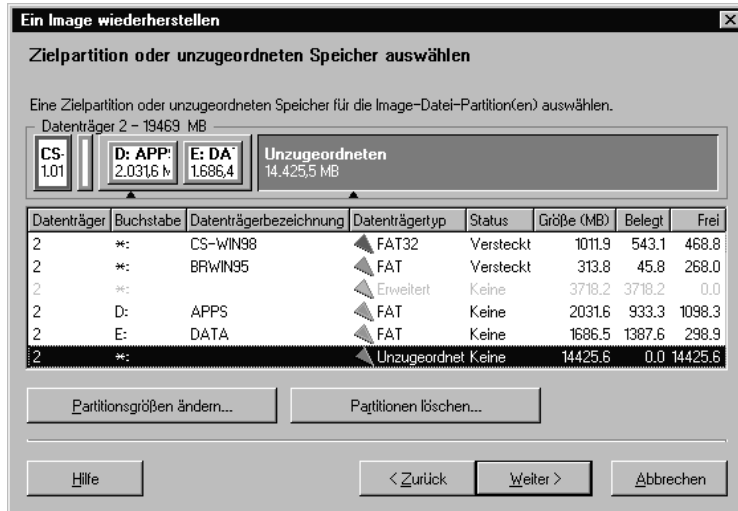 Ein Image wiederherstellen
Zielpartition oder unzugeordneten Speicher auswählen
Eine Zielpartition oder unzugeordneten Speicher für die Image-Datei-Partition(en) auswählen.
Datenträger 2 - 19469 MB
CS- D: APP: E: DA Unzugeordneten
1.01 2.031,6 M 1.686,4 14.425,5 MB
Datenträger Buchstabe Datenträgerbezeichnung Datenträgertyp Status Größe (MB) Belegt Frei
2 *: CS-WIN98 FAT32 Versteckt 1011.9 543.1 468.8
2 *: BRWIN95 FAT Versteckt 313.8 45.8 268.0
2 *: Erweitert Keine 3718.2 3718.2 0.0
2 D: APPS FAT Keine 2031.6 933.3 1098.3
2 E: DATA FAT Keine 1686.5 1387.6 298.9
2 *: Unzugeordnet Keine 14425.6 0.0 14425.6
Partitionsgrößen ändern... Partitionen löschen...
Hilfe < Zurück Weiter > Abbrechen